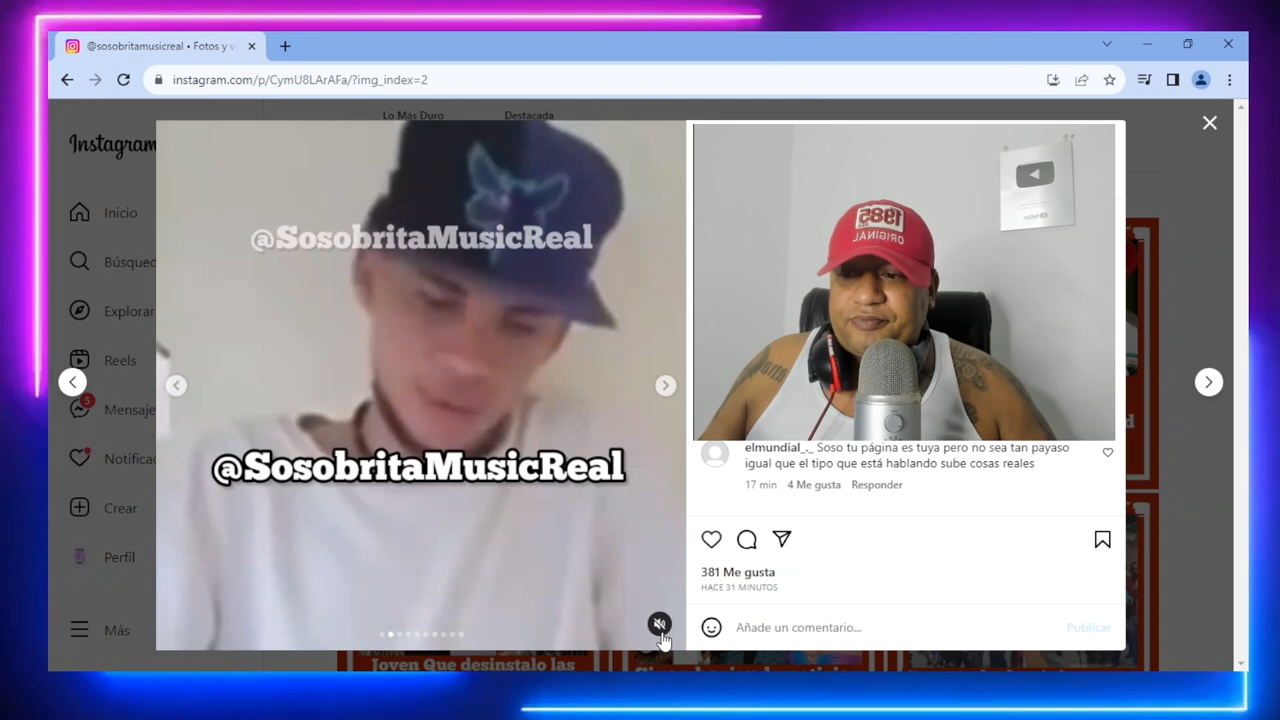 @sosobritamusicreal • Fotos y v
instagram.com/p/CymU8LArAFa/?img_index=2
Lo Más Duro
Destacada
Instagram
Inicio
Búsqued
Explorar
Reels
5
Mensaje
Notificac
Crear
Perfil
Más
@SosobritaMusicReal
@SosobritaMusicReal
1985
ORIGINAL
elmundial_._ Soso tu página es tuya pero no sea tan payaso
igual que el tipo que está hablando sube cosas reales
17 min 4 Me gusta Responder
381 Me gusta
HACE 31 MINUTOS
Añade un comentario...
Publicar
Joven Que desinstalo las